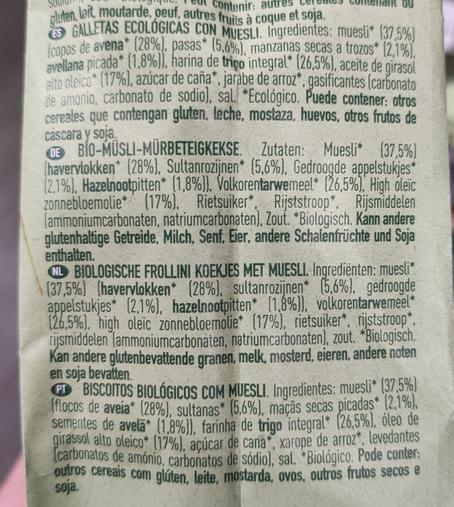 contenir: autres céréales contenant du
gluten, lait, moutarde, oeuf, autres fruits à coque et soja.
ES GALLETAS ECOLÓGICAS CON MUESLI. Ingredientes: muesli* (37,5%)
(copos de avena* (28%), pasas* (5,6%), manzanas secas a trozos* (2,1%),
avellana picada* (1,8%)), harina de trigo integral* (26,5%), aceite de girasol
alto oleico* (17%), azúcar de caña*, jarabe de arroz*, gasificantes (carbonato
de amonio, carbonato de sodio), sal. *Ecológico. Puede contener: otros
cereales que contengan gluten, leche, mostaza, huevos, otros frutos de
cáscara y soja.
DE BIO-MÜSLI-MÜRBETEIGKEKSE. Zutaten: Muesli* (37,5%)
(havervlokken* (28%), Sultanrozijnen* (5,6%), Gedroogde appelstukjes*
(2,1%), Hazelnootpitten* (1,8%)), Volkorentarwemeel* (26,5%), High oleïc
zonnebloemolie* (17%), Rietsuiker*, Rijststroop*, Rijsmiddelen
(ammoniumcarbonaten, natriumcarbonaten), Zout. *Biologisch. Kann andere
glutenhaltige Getreide, Milch, Senf, Eier, andere Schalenfrüchte und Soja
enthalten.
NL BIOLOGISCHE FROLLINI KOEKJES MET MUESLI. Ingrediënten: muesli*
(37,5%) (havervlokken* (28%), sultanrozijnen* (5,6%), gedroogde
appelstukjes* (2,1%), hazelnootpitten* (1,8%)), volkorentarwemeel*
(26,5%), high oleïc zonnebloemolie* (17%), rietsuiker*, rijststroop*,
rijsmiddelen (ammoniumcarbonaten, natriumcarbonaten), zout. *Biologisch.
Kan andere glutenbevattende granen, melk, mosterd, eieren, andere noten
en soja bevatten.
PT BISCOITOS BIOLÓGICOS COM MUESLI. Ingredientes: muesli* (37,5%)
(flocos de aveia* (28%), sultanas* (5,6%), maçãs secas picadas* (2,1%),
sementes de avelã* (1,8%)), farinha de trigo integral* (26,5%), óleo de
girassol alto oleico* (17%), açúcar de cana*, xarope de arroz*, levedantes
(carbonatos de amónio, carbonatos de sódio), sal. *Biológico. Pode conter:
outros cereais com glúten, leite, mostarda, ovos, outros frutos secos e
soja.